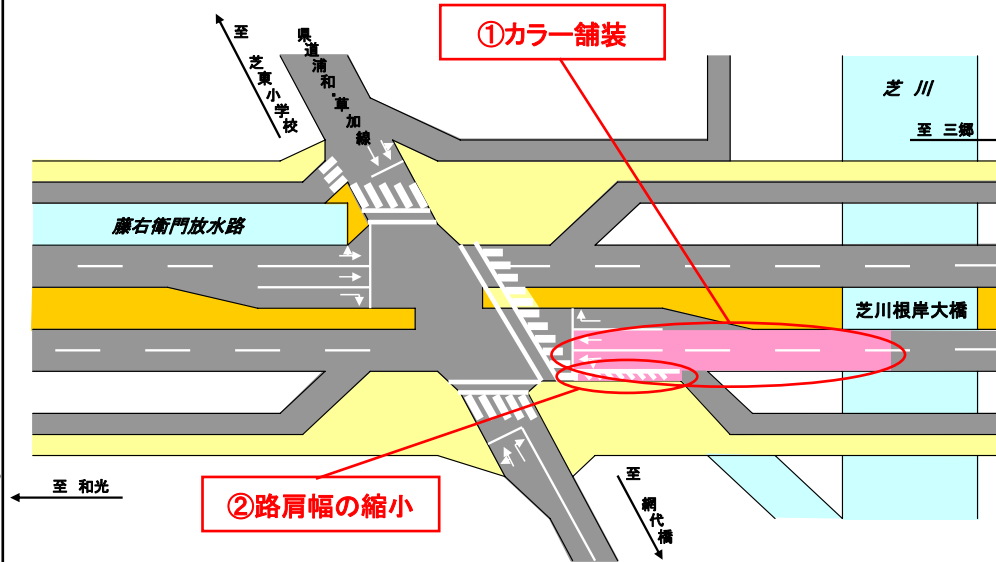 ①カラー舗装
至 芝東小学校
県道浦和・草加線
芝 川
至 三郷
藤右衛門放水路
芝川根岸大橋
至 和光
②路肩幅の縮小
至 網代橋